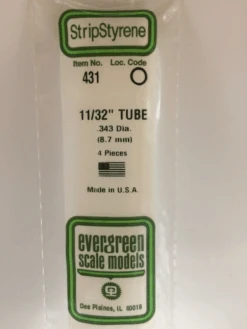 StripStyrene
Item No. Loc. Code
431
11/32" TUBE
.343 Dia.
(8.7 mm)
4 Pieces
Made in U.S.A.
evergreen
scale models
Des Plaines, IL 60018